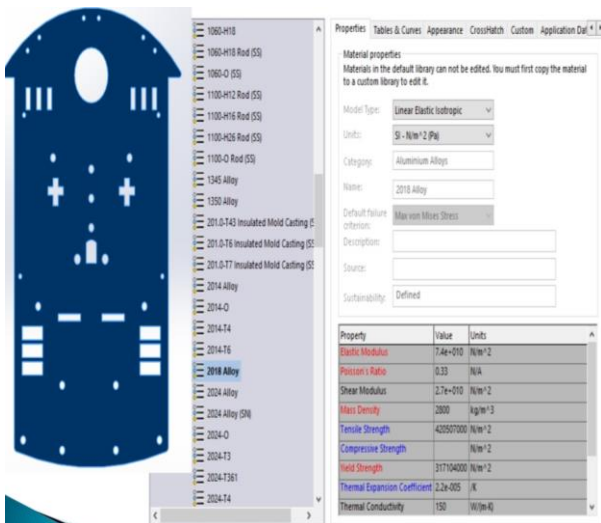 1060-H18
1060-H18 Rod (SS)
1060-O (SS)
1100-H12 Rod (SS)
1100-H16 Rod (SS)
1100-H26 Rod (SS)
1100-O Rod (SS)
1345 Alloy
1350 Alloy
201.0-T43 Insulated Mold Casting (S
201.0-T6 Insulated Mold Casting (SS
201.0-T7 Insulated Mold Casting (SS
2014 Alloy
2014-O
2014-T4
2014-T6
2018 Alloy
2024 Alloy
2024 Alloy (SN)
2024-O
2024-T3
2024-T361
2024-T4
Properties Tables & Curves Appearance CrossHatch Custom Application Dat
Material properties
Materials in the default library can not be edited. You must first copy the material
to a custom library to edit it.
Model Type: Linear Elastic Isotropic
Units: SI - N/m^2 (Pa)
Category: Aluminium Alloys
Name: 2018 Alloy
Default failure
criterion: Max von Mises Stress
Description:
Source:
Sustainability: Defined
Property Value Units
Elastic Modulus 7.4e+010 N/m^2
Poisson's Ratio 0.33 N/A
Shear Modulus 2.7e+010 N/m^2
Mass Density 2800 kg/m^3
Tensile Strength 420507000 N/m^2
Compressive Strength N/m^2
Yield Strength 317104000 N/m^2
Thermal Expansion Coefficient 2.2e-005 /K
Thermal Conductivity 150 W/(m·K)